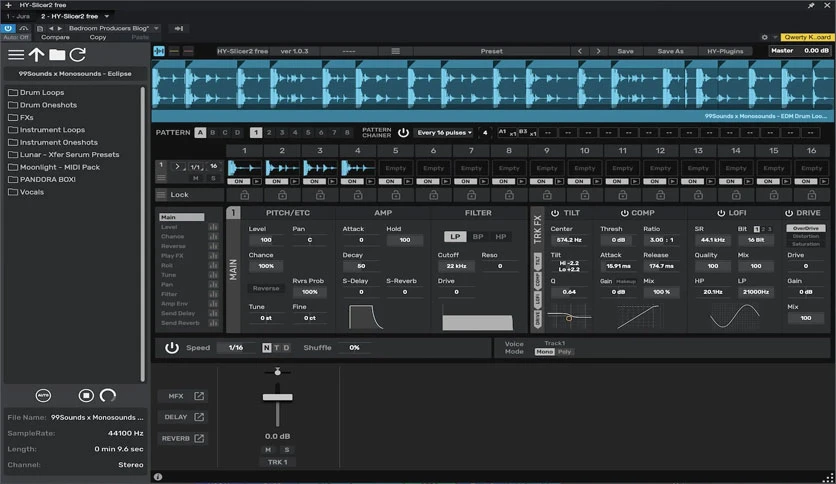 HY-Slicer2 free
1 - Jura
2 - HY-Slicer2 free
Bedroom Producers Blog*
Auto: Off Compare Copy Paste
Qwerty K...oard
HY-Slicer2 free ver 1.0.3 ---- Preset Save Save As HY-Plugins Master 0.00 dB
99Sounds x Monosounds - Eclipse
Drum Loops
Drum Oneshots
FXs
Instrument Loops
Instrument Oneshots
Lunar - Xfer Serum Presets
Moonlight - MIDI Pack
PANDORA BOX!
Vocals
AUTO
File Name: 99Sounds x Monosounds ...
SampleRate: 44100 Hz
Length: 0 min 9.6 sec
Channel: Stereo
99Sounds x Monosounds - EDM Drum Loo...
PATTERN A B C D 1 2 3 4 5 6 7 8 PATTERN CHAINER Every 16 pulses 4 A1 x1 B3 x1 -- -- -- -- -- -- -- -- -- -- -- -- -- --
1 2 3 4 5 6 7 8 9 10 11 12 13 14 15 16
1 1/1 16
M S
Empty Empty Empty Empty Empty Empty Empty Empty Empty Empty Empty Empty
ON ON ON ON ON ON ON ON ON ON ON ON ON ON ON ON
Lock
Main
Level
Chance
Reverse
Play FX
Roll
Tune
Pan
Filter
Amp Env
Send Delay
Send Reverb
1
MAIN
PITCH/ETC
Level Pan
100 C
Chance
100%
Reverse Rvrs Prob
100%
Tune Fine
0 st 0 st
AMP
Attack Hold
0 100
Decay
50
S-Delay S-Reverb
0 0
FILTER
LP BP HP
Cutoff Reso
22 kHz 0
Drive
0
TRK FX
TILT
COMP
LOFI
DRIVE
TILT
Center
574.2 Hz
Tilt
Hi -2.2
Lo +2.2
Q
0.64
COMP
Thresh Ratio
0 dB 3.00 : 1
Attack Release
15.91 ms 174.7 ms
Gain Makeup Mix
0 dB 100 %
LOFI
SR Bit 1 2 3
44.1 kHz 16 Bit
Quality Mix
100 100
HP LP
20.1Hz 21000Hz
DRIVE
OverDrive
Distortion
Saturation
Drive
0
Gain
0 dB
Mix
100
Speed 1/16 N T D Shuffle 0%
Voice Mode Track1
Mono Poly
MFX
DELAY
REVERB
0.0 dB
M S
TRK 1